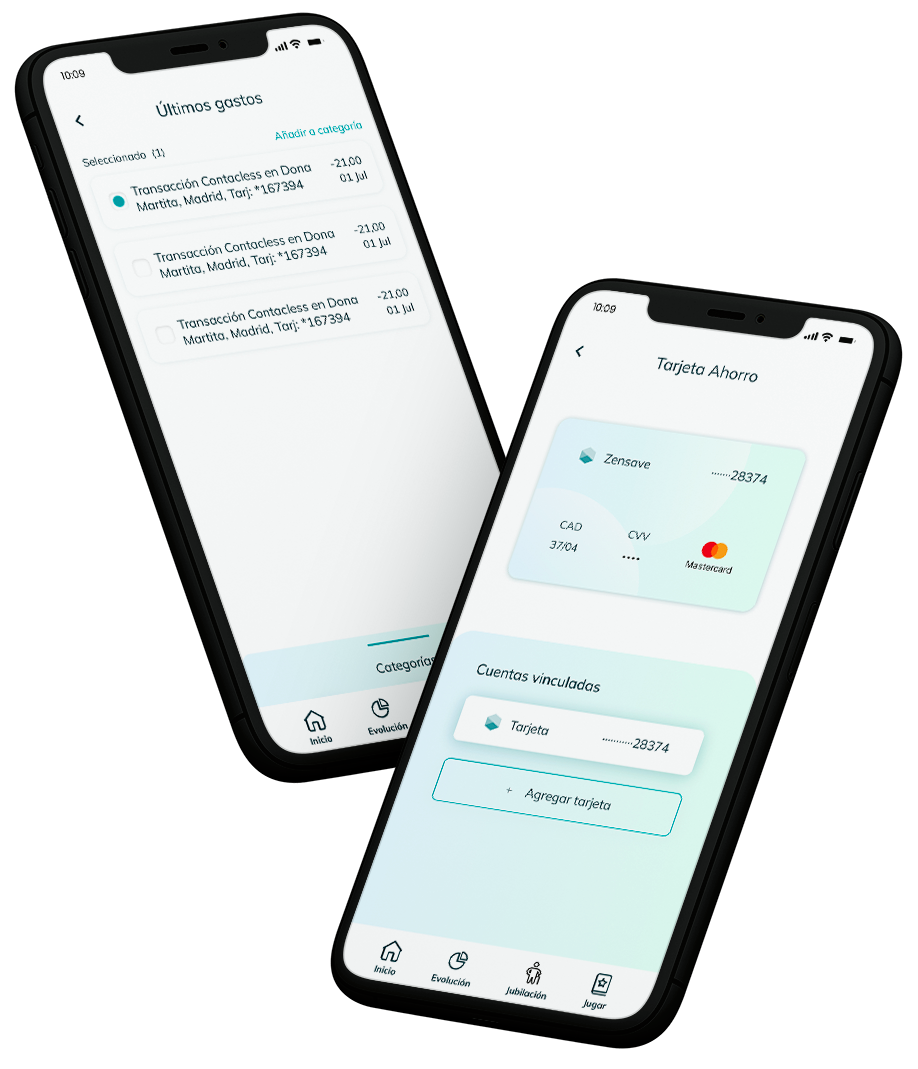 10:09
Últimos gastos
Añadir a categoría
Seleccionado (1)
Transacción Contacless en Dona
Martita, Madrid, Tarj: *167394
-21,00
01 Jul
Transacción Contacless en Dona
Martita, Madrid, Tarj: *167394
-21,00
01 Jul
Transacción Contacless en Dona
Martita, Madrid, Tarj: *167394
-21,00
01 Jul
Categorías
Inicio
Evolución
10:09
Tarjeta Ahorro
Zensave
.......28374
CAD
37/04
CVV
••••
Mastercard
Cuentas vinculadas
Tarjeta
...........28374
+ Agregar tarjeta
Inicio
Evolución
Jubilación
Jugar